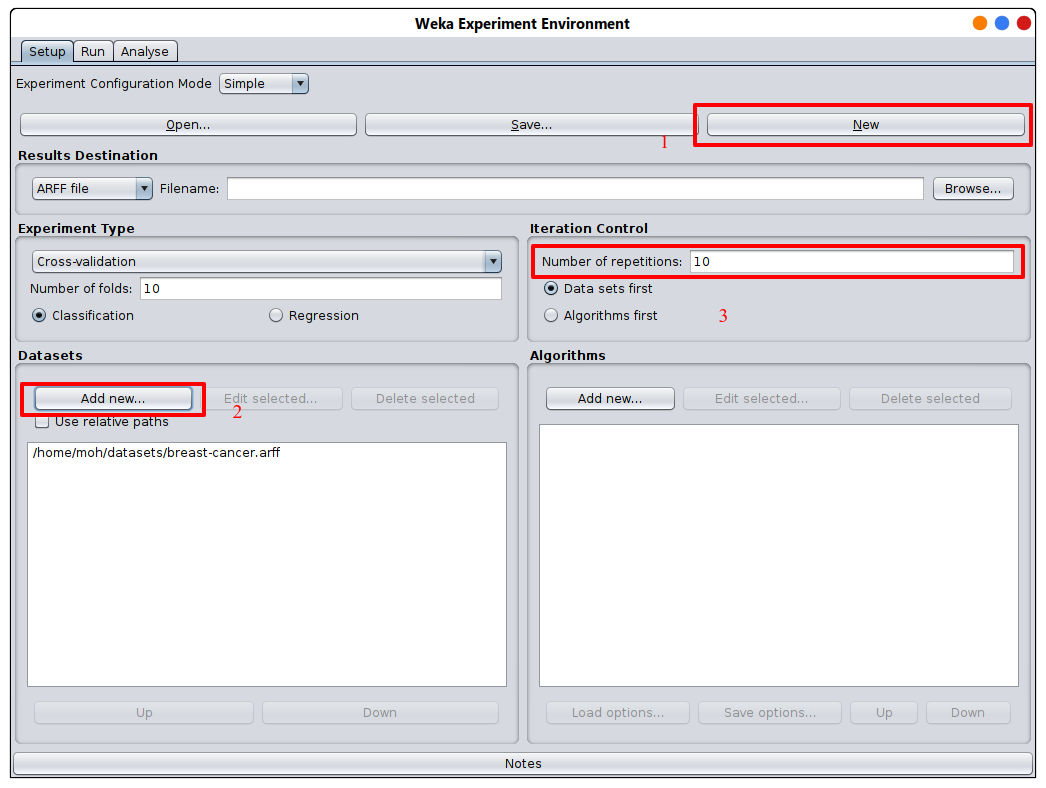 Weka Experiment Environment
Setup Run Analyse
Experiment Configuration Mode Simple
Open... Save... New
1
Results Destination
ARFF file Filename: Browse...
Experiment Type
Cross-validation
Number of folds: 10
Classification Regression
Iteration Control
Number of repetitions: 10
Data sets first
Algorithms first 3
Datasets
Add new... Edit selected... Delete selected
2
Use relative paths
/home/moh/datasets/breast-cancer.arff
Up Down
Algorithms
Add new... Edit selected... Delete selected
Load options... Save options... Up Down
Notes